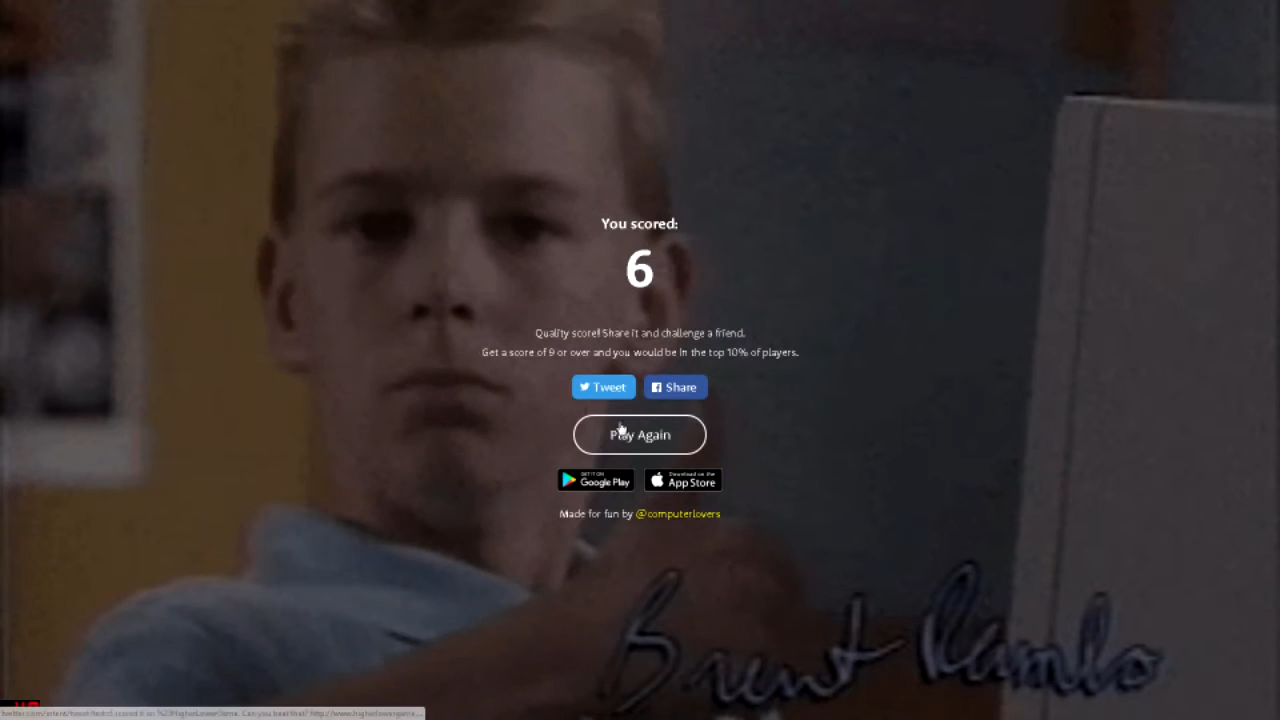 You scored:
6
Quality score! Share it and challenge a friend.
Get a score of 9 or over and you would be in the top 10% of players.
Tweet
Share
Play Again
GET IT ON
Google Play
Download on the
App Store
Made for fun by @computerlovers
Brent Rambo